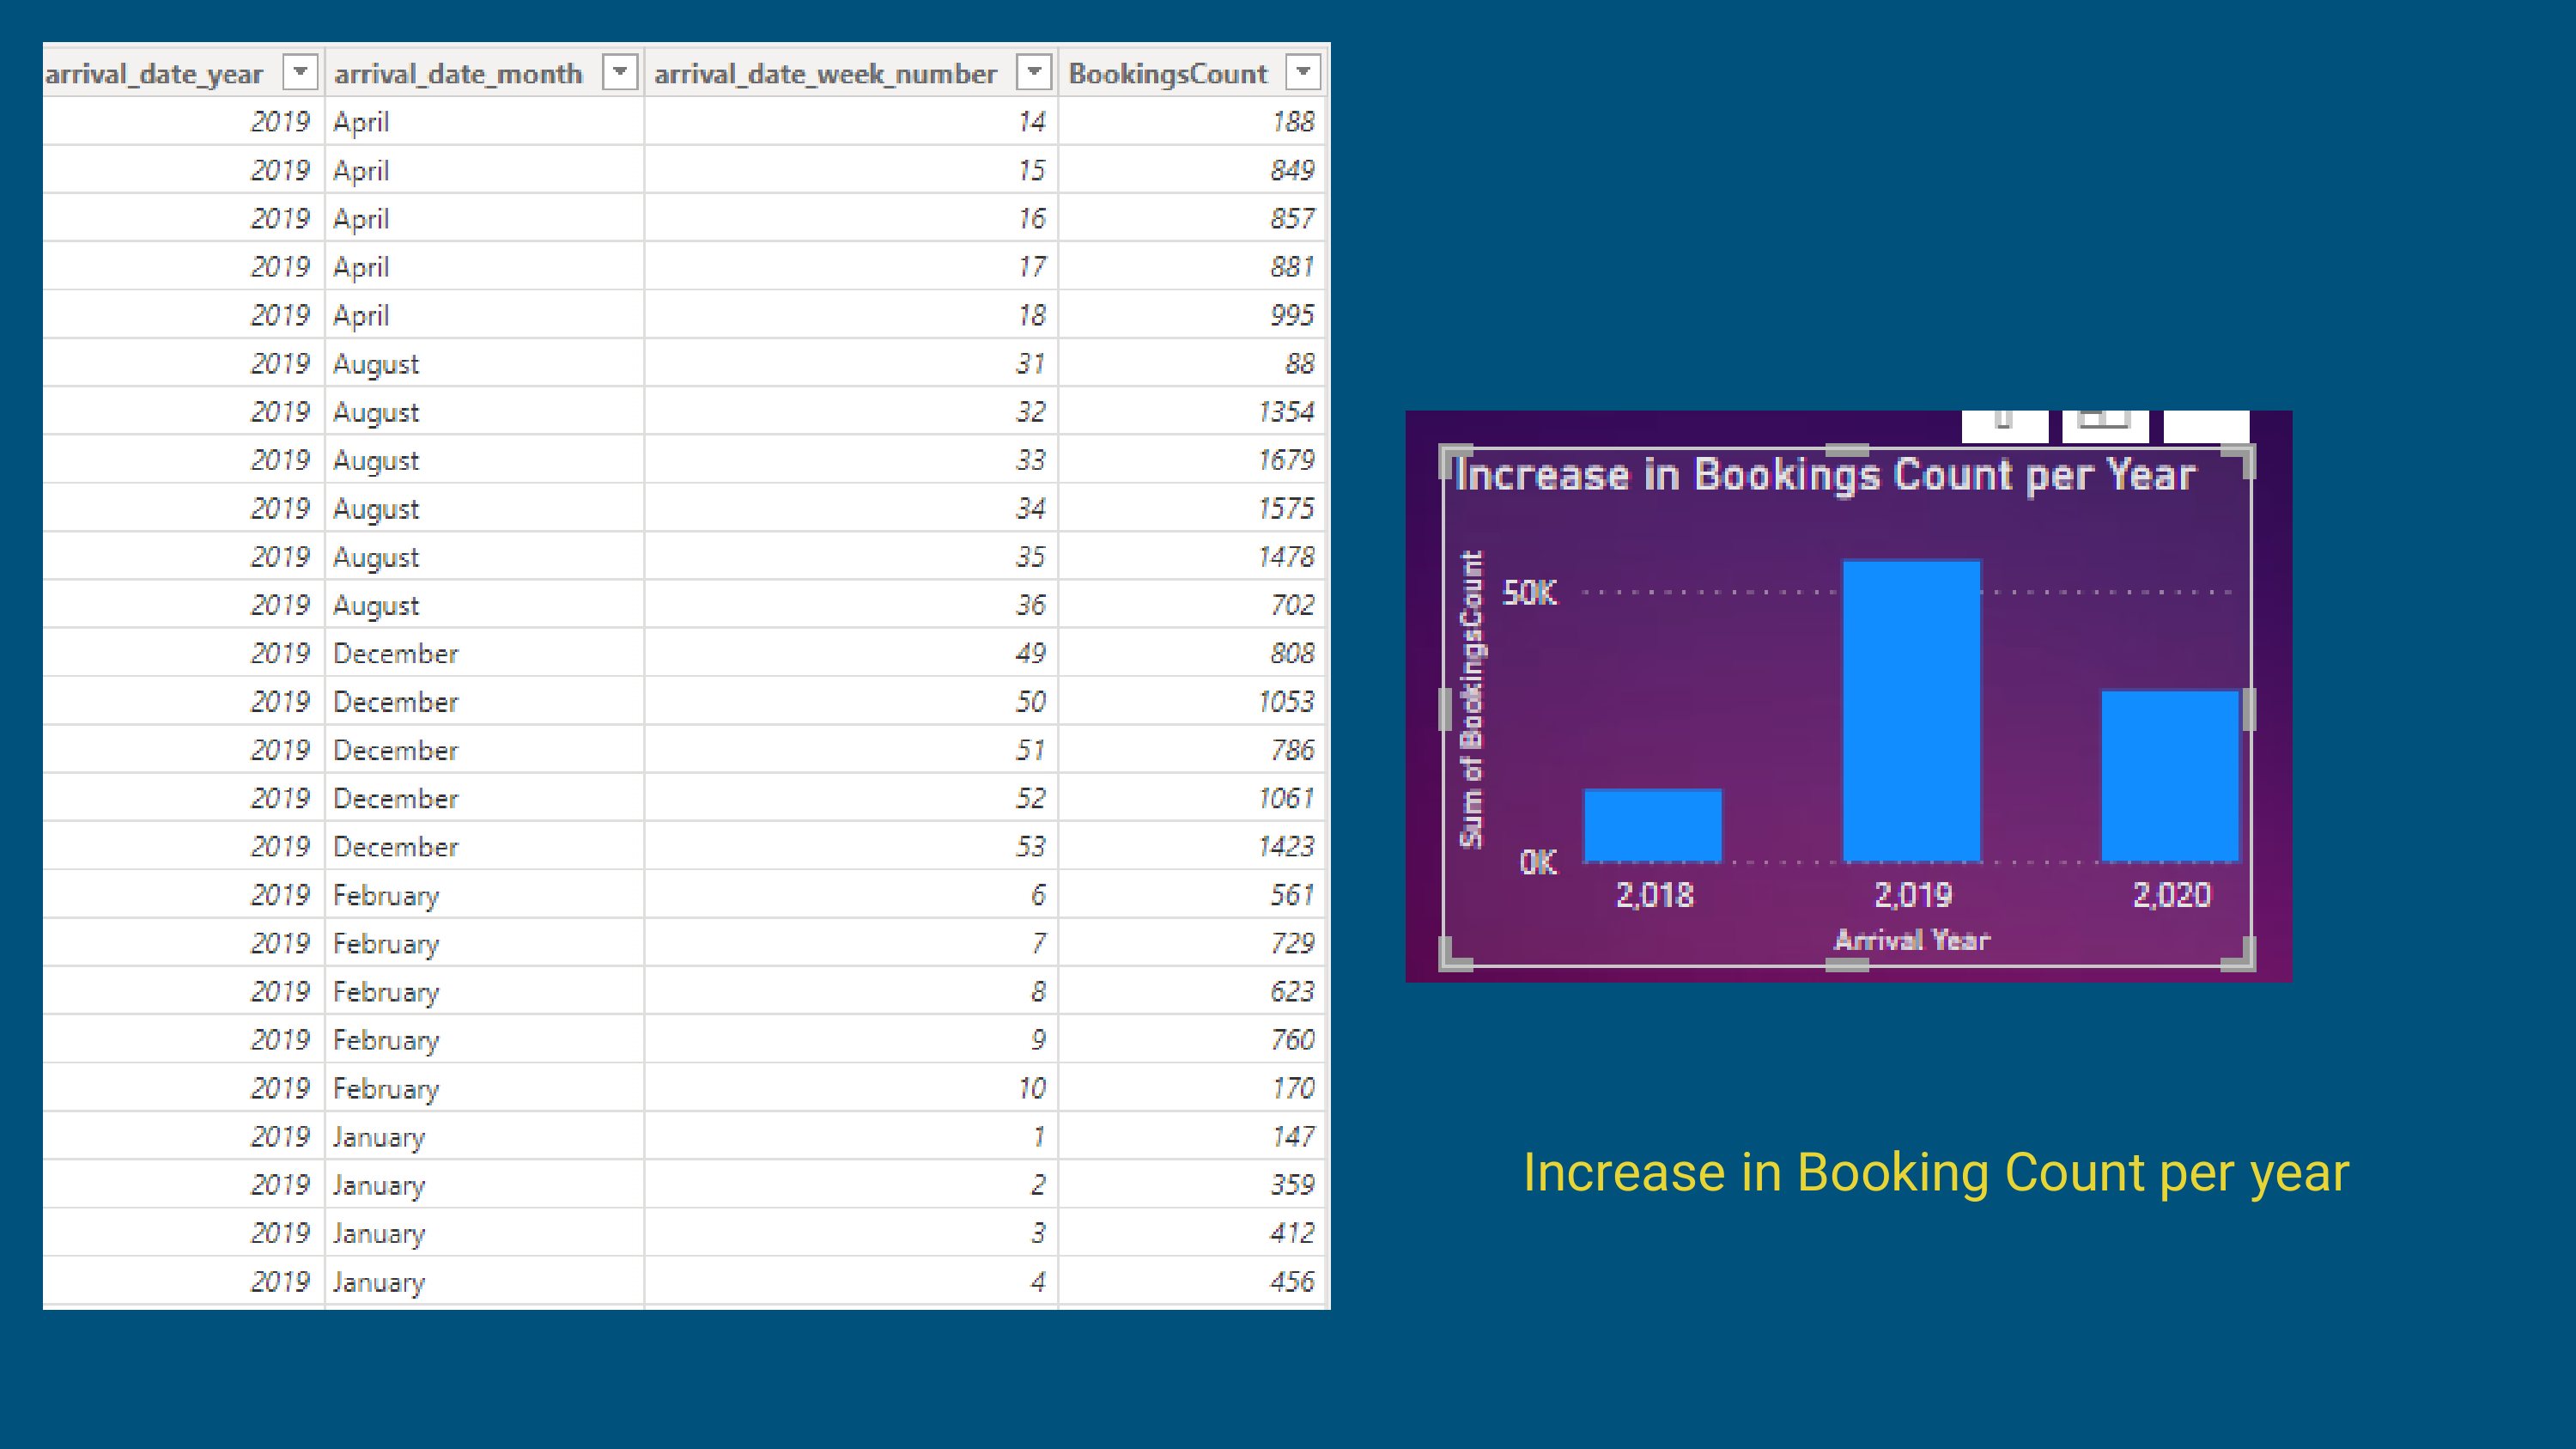 arrival_date_year arrival_date_month arrival_date_week_number BookingsCount
2019 April 14 188
2019 April 15 849
2019 April 16 857
2019 April 17 881
2019 April 18 995
2019 August 31 88
2019 August 32 1354
2019 August 33 1679
2019 August 34 1575
2019 August 35 1478
2019 August 36 702
2019 December 49 808
2019 December 50 1053
2019 December 51 786
2019 December 52 1061
2019 December 53 1423
2019 February 6 561
2019 February 7 729
2019 February 8 623
2019 February 9 760
2019 February 10 170
2019 January 1 147
2019 January 2 359
2019 January 3 412
2019 January 4 456
Increase in Bookings Count per Year
Sum of BookingsCount
50K
0K
2,018 2,019 2,020
Arrival Year
Increase in Booking Count per year